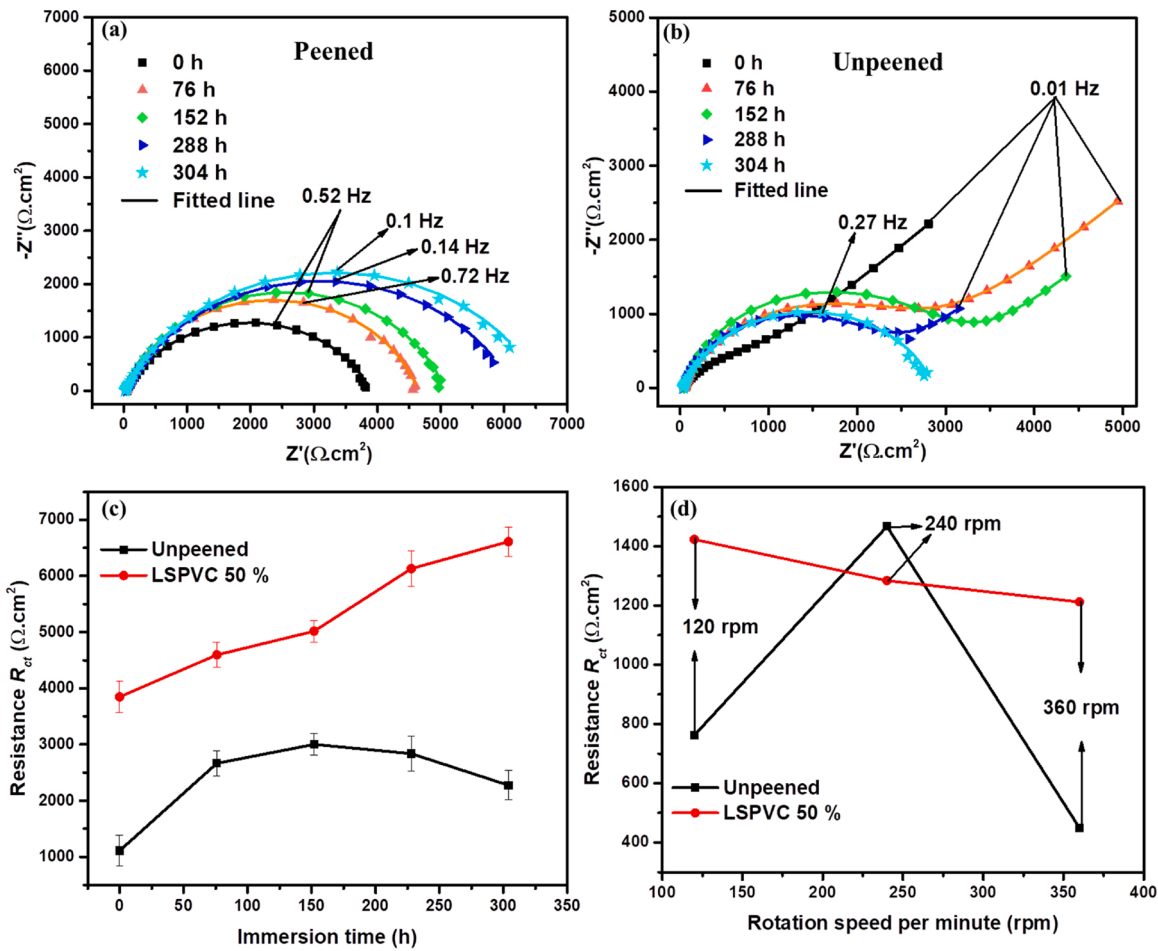 (a)
Peened
0 h
76 h
152 h
288 h
304 h
Fitted line
0.52 Hz
0.1 Hz
0.14 Hz
0.72 Hz
7000
6000
5000
4000
3000
2000
1000
0
-Z''(Ω.cm²)
0 1000 2000 3000 4000 5000 6000 7000
Z'(Ω.cm²)
(b)
Unpeened
0 h
76 h
152 h
288 h
304 h
Fitted line
0.01 Hz
0.27 Hz
5000
4000
3000
2000
1000
0
-Z''(Ω.cm²)
0 1000 2000 3000 4000 5000
Z'(Ω.cm²)
(c)
Unpeened
LSPVC 50 %
7000
6000
5000
4000
3000
2000
1000
Resistance Rct (Ω.cm²)
0 50 100 150 200 250 300 350
Immersion time (h)
(d)
240 rpm
120 rpm
360 rpm
Unpeened
LSPVC 50 %
1600
1400
1200
1000
800
600
400
Resistance Rct (Ω.cm²)
100 150 200 250 300 350 400
Rotation speed per minute (rpm)